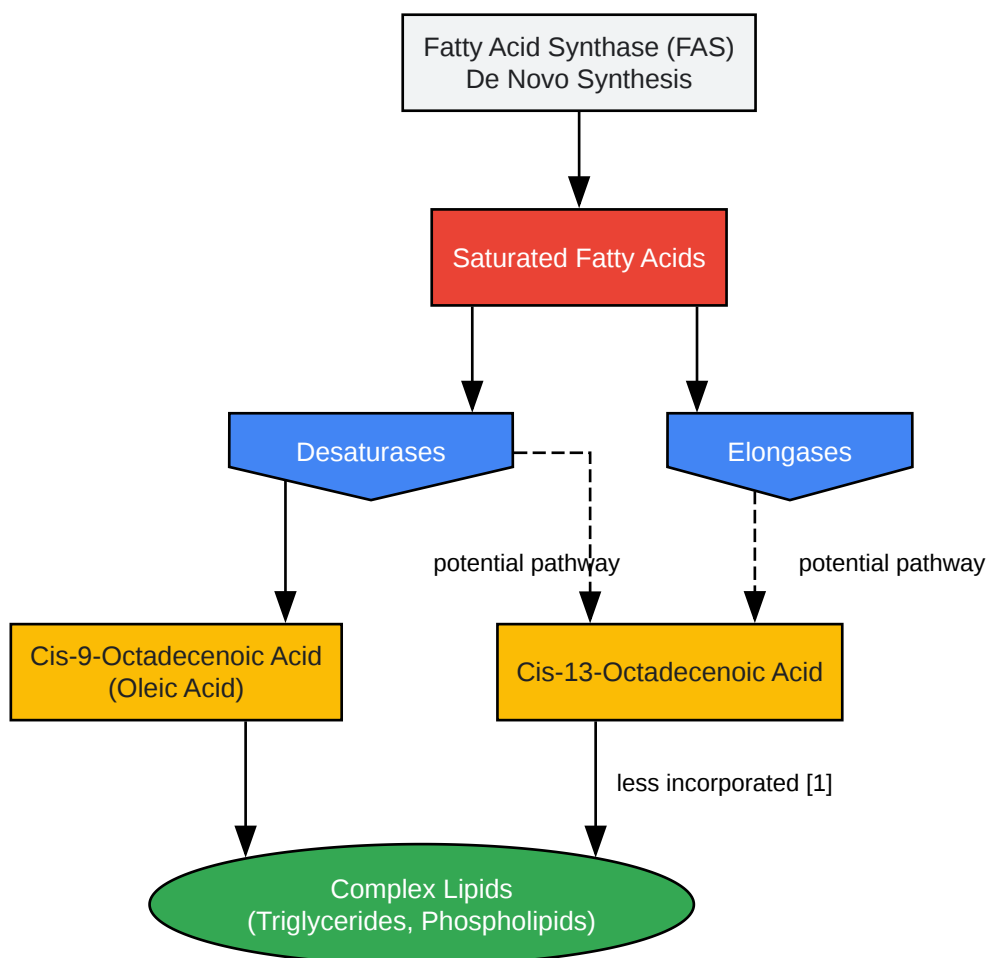 Fatty Acid Synthase (FAS)
De Novo Synthesis
Saturated Fatty Acids
Desaturases
Elongases
potential pathway
potential pathway
Cis-9-Octadecenoic Acid
(Oleic Acid)
Cis-13-Octadecenoic Acid
less incorporated [1]
Complex Lipids
(Triglycerides, Phospholipids)